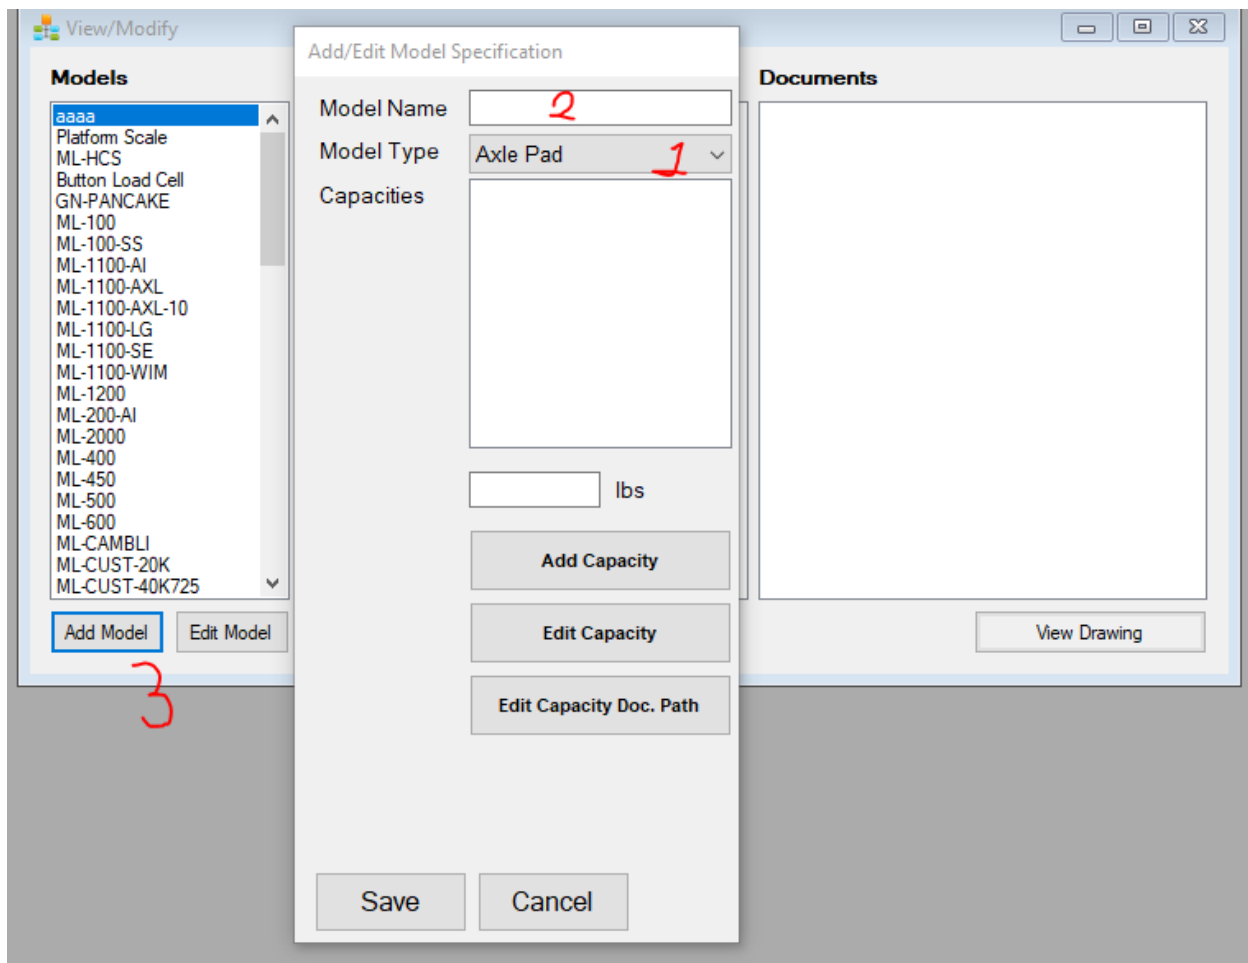 View/Modify
Models
aaaa
Platform Scale
ML-HCS
Button Load Cell
GN-PANCAKE
ML-100
ML-100-SS
ML-1100-AI
ML-1100-AXL
ML-1100-AXL-10
ML-1100-LG
ML-1100-SE
ML-1100-WIM
ML-1200
ML-200-AI
ML-2000
ML-400
ML-450
ML-500
ML-600
ML-CAMBLI
ML-CUST-20K
ML-CUST-40K725
Add Model
Edit Model
3
Add/Edit Model Specification
Model Name
2
Model Type
Axle Pad
1
Capacities
lbs
Add Capacity
Edit Capacity
Edit Capacity Doc. Path
Save
Cancel
Documents
View Drawing